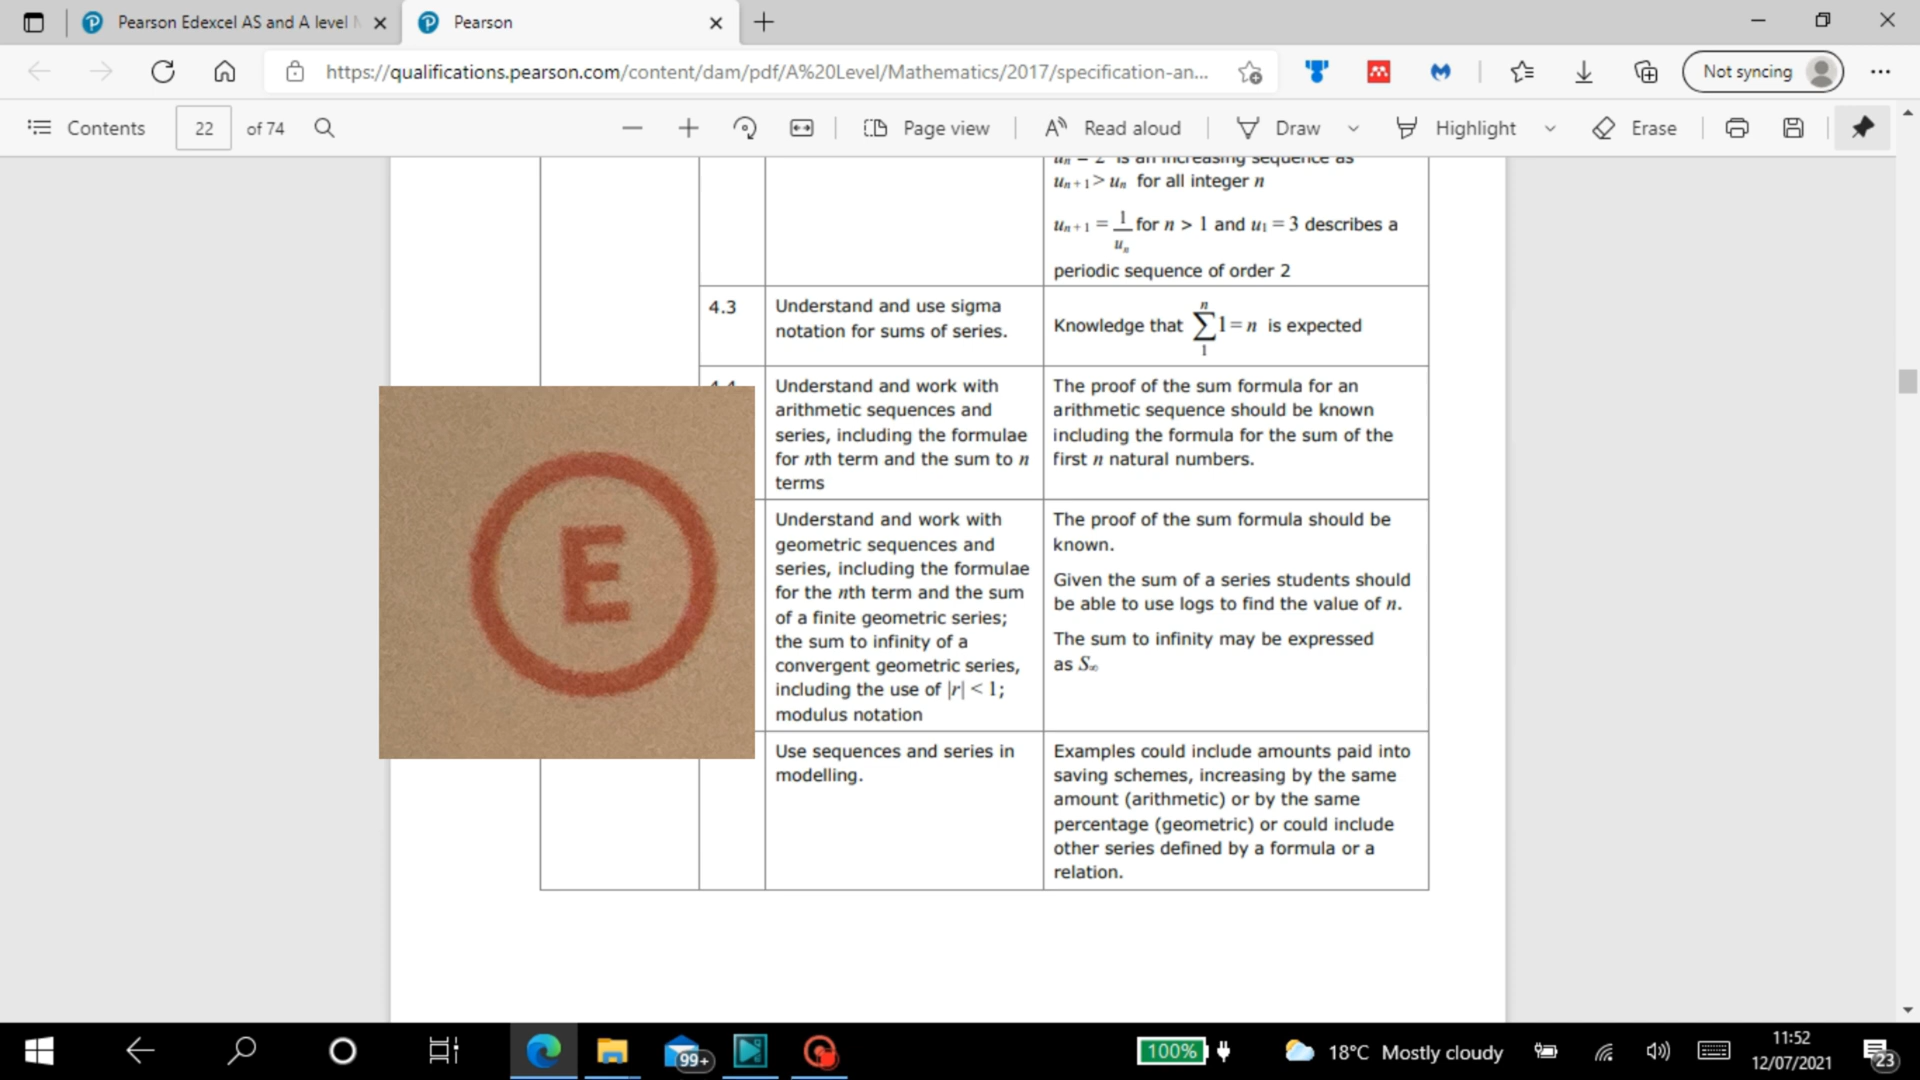 Pearson Edexcel AS and A level
Pearson
https://qualifications.pearson.com/content/dam/pdf/A%20Level/Mathematics/2017/specification-an...
Not syncing
Contents
22
of 74
Page view
Read aloud
Draw
Highlight
Erase
is an increasing sequence as
uₙ₊₁ > uₙ for all integer n
uₙ₊₁ = 1/uₙ for n > 1 and u₁ = 3 describes a
periodic sequence of order 2
4.3
Understand and use sigma
notation for sums of series.
Knowledge that
n
∑1 = n is expected
1
Understand and work with
arithmetic sequences and
series, including the formulae
for nth term and the sum to n
terms
The proof of the sum formula for an
arithmetic sequence should be known
including the formula for the sum of the
first n natural numbers.
E
Understand and work with
geometric sequences and
series, including the formulae
for the nth term and the sum
of a finite geometric series;
the sum to infinity of a
convergent geometric series,
including the use of |r| < 1;
modulus notation
The proof of the sum formula should be
known.
Given the sum of a series students should
be able to use logs to find the value of n.
The sum to infinity may be expressed
as S∞
Use sequences and series in
modelling.
Examples could include amounts paid into
saving schemes, increasing by the same
amount (arithmetic) or by the same
percentage (geometric) or could include
other series defined by a formula or a
relation.
99+
100%
18°C Mostly cloudy
11:52
12/07/2021
23